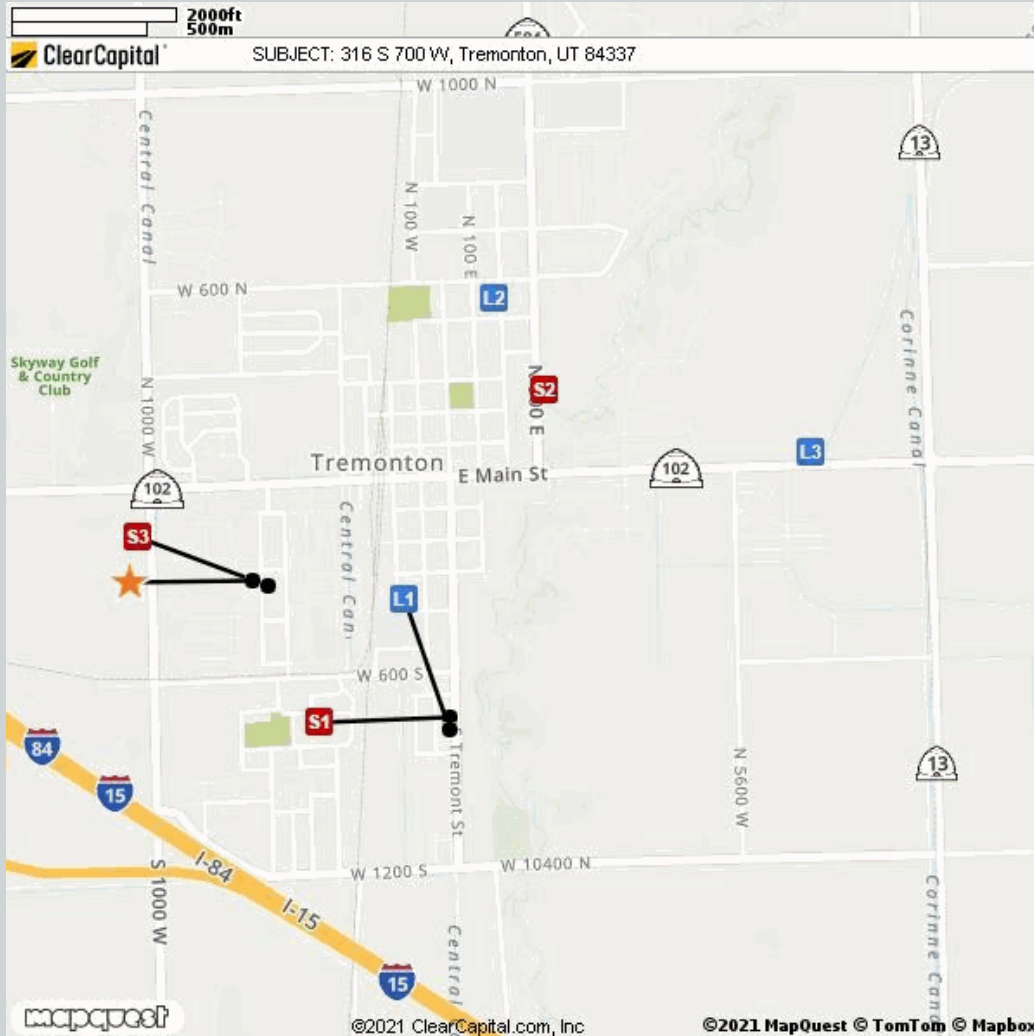 2000ft
500m
ClearCapital
SUBJECT: 316 S 700 W, Tremonton, UT 84337
W 1000 N
13
Central Canal
N 100 W
N 100 E
W 600 N
L2
Corinne Canal
Skyway Golf
& Country
Club
N 1000 W
S2
L3
Tremonton
E Main St
102
102
S3
Central Can.
L1
W 600 S
S1
84
15
S Tremont St
N 5600 W
13
I-84
W 1200 S
W 10400 N
S 1000 W
I-15
15
Central
Corinne Cana
mapquest
©2021 ClearCapital.com, Inc
©2021 MapQuest © TomTom © Mapbox